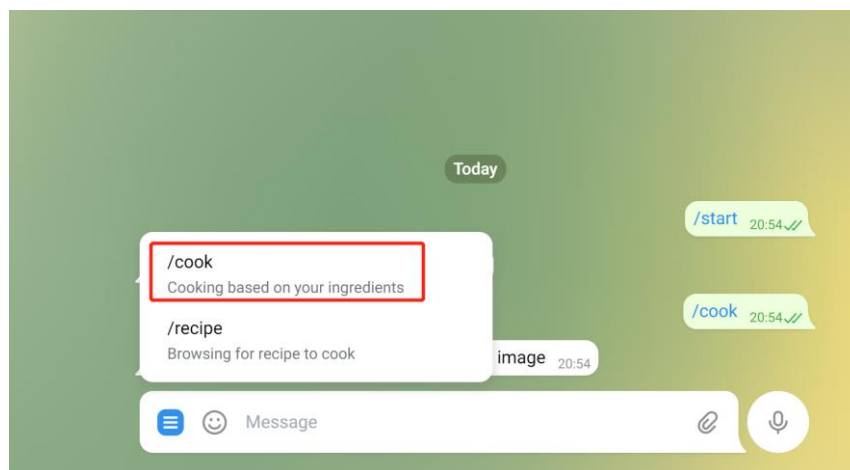 Today
/start 20:54
/cook
Cooking based on your ingredients
/cook 20:54
/recipe
Browsing for recipe to cook
image 20:54
Message